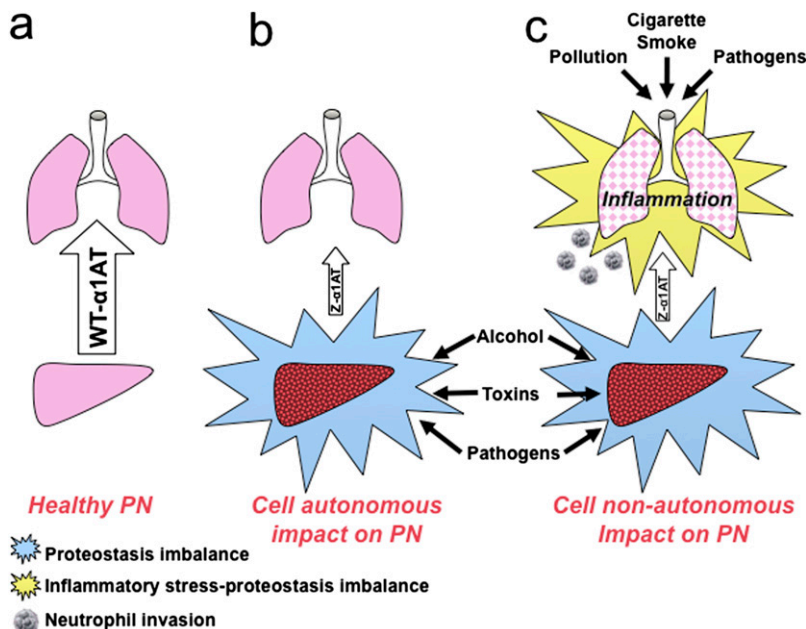 a
b
c
Cigarette
Smoke
Pollution
Pathogens
Inflammation
WT-α1AT
Z-α1AT
Z-α1AT
Alcohol
Toxins
Pathogens
Healthy PN
Cell autonomous
impact on PN
Cell non-autonomous
Impact on PN
Proteostasis imbalance
Inflammatory stress-proteostasis imbalance
Neutrophil invasion